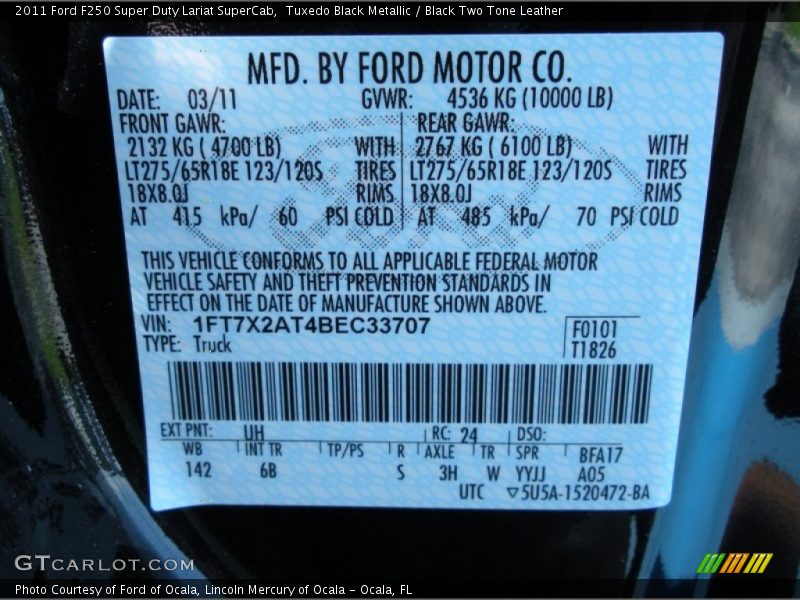 2011 Ford F250 Super Duty Lariat SuperCab,  Tuxedo Black Metallic / Black Two Tone Leather
MFD. BY FORD MOTOR CO.
DATE: 03/11 GVWR: 4536 KG (10000 LB)
FRONT GAWR: REAR GAWR:
2132 KG ( 4700 LB) WITH 2767 KG ( 6100 LB) WITH
LT275/65R18E 123/120S TIRES LT275/65R18E 123/120S TIRES
18X8.0J RIMS 18X8.0J RIMS
AT 415 kPa/ 60 PSI COLD AT 485 kPa/ 70 PSI COLD
THIS VEHICLE CONFORMS TO ALL APPLICABLE FEDERAL MOTOR
VEHICLE SAFETY AND THEFT PREVENTION STANDARDS IN
EFFECT ON THE DATE OF MANUFACTURE SHOWN ABOVE.
VIN: 1FT7X2AT4BEC33707 F0101
TYPE: Truck T1826
EXT PNT: UH RC: 24 DSO:
WB INT TR TP/PS R AXLE TR SPR BFA17
142 6B S 3H W YYJJ A05
UTC ▽5U5A-1520472-BA
GTCARLOT.COM
Photo Courtesy of Ford of Ocala, Lincoln Mercury of Ocala – Ocala, FL